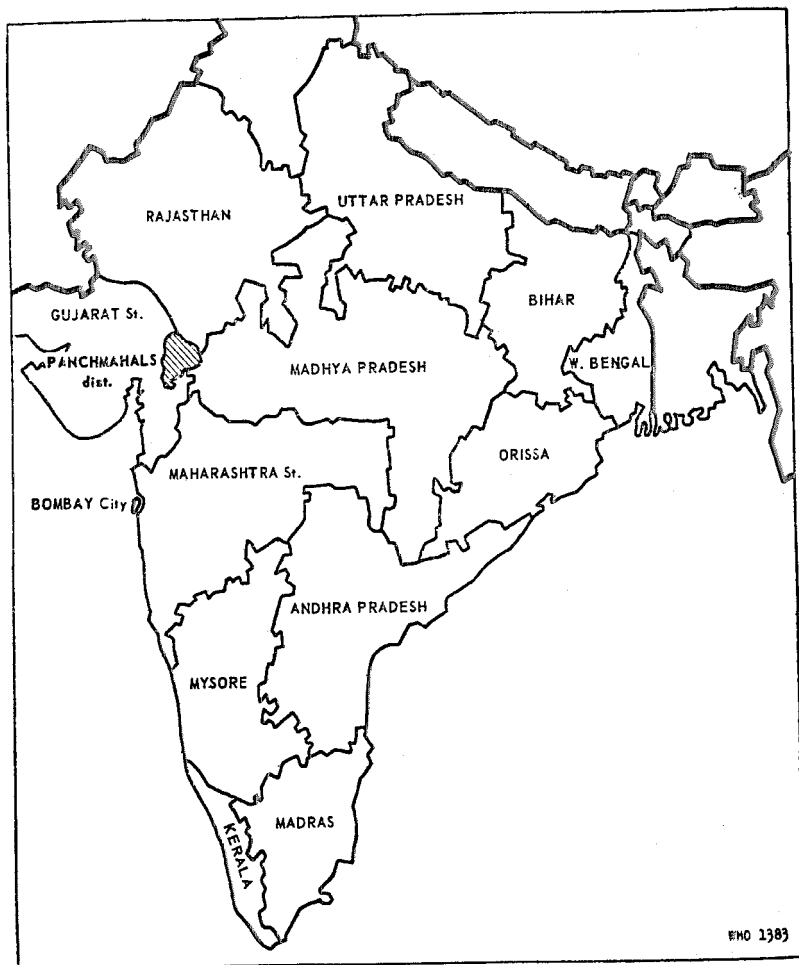 UTTAR PRADESH
RAJASTHAN
GUJARAT St.
BIHAR
PANCHMAHALS
dist.
MADHYA PRADESH
W. BENGAL
ORISSA
MAHARASHTRA St.
BOMBAY City
ANDHRA PRADESH
MYSORE
MADRAS
KERALA
WHO 1383